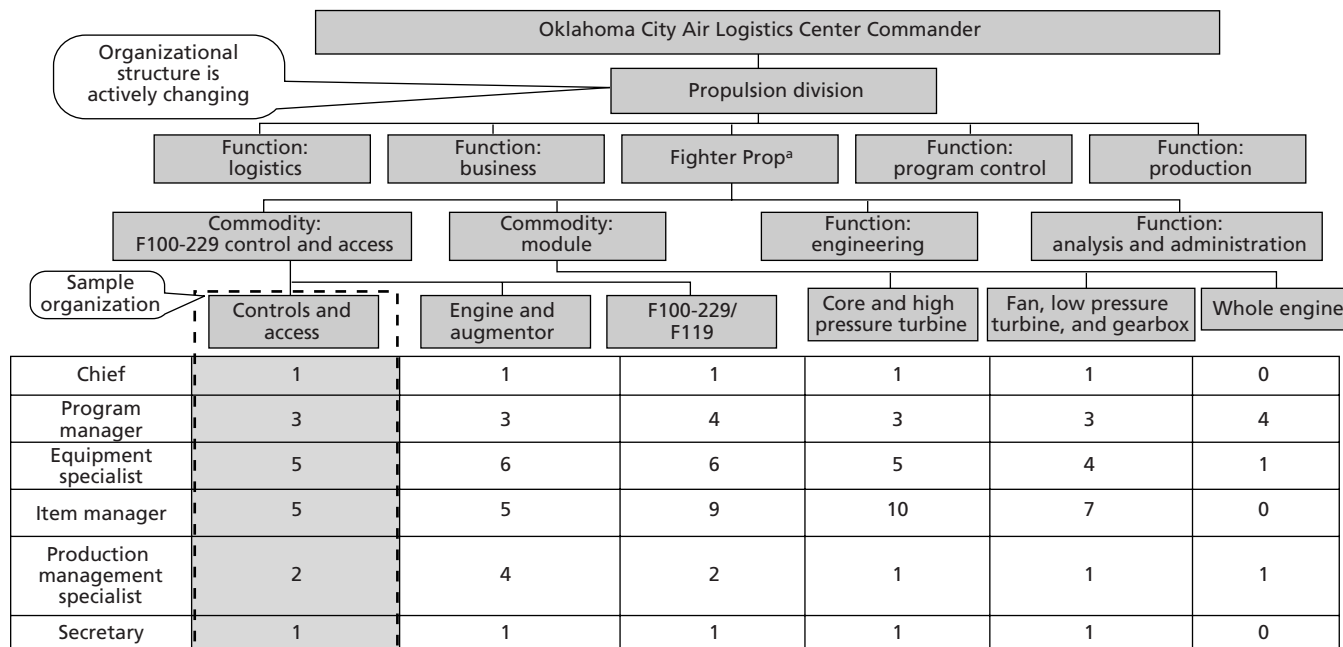 Oklahoma City Air Logistics Center Commander
Organizational
structure is
actively changing
Propulsion division
Function:
logistics
Function:
business
Fighter Propᵃ
Function:
program control
Function:
production
Commodity:
F100-229 control and access
Commodity:
module
Function:
engineering
Function:
analysis and administration
Sample
organization
Controls and
access
Engine and
augmentor
F100-229/
F119
Core and high
pressure turbine
Fan, low pressure
turbine, and gearbox
Whole engine
Chief 1 1 1 1 1 0
Program
manager 3 3 4 3 3 4
Equipment
specialist 5 6 6 5 4 1
Item manager 5 5 9 10 7 0
Production
management
specialist 2 4 2 1 1 1
Secretary 1 1 1 1 1 0